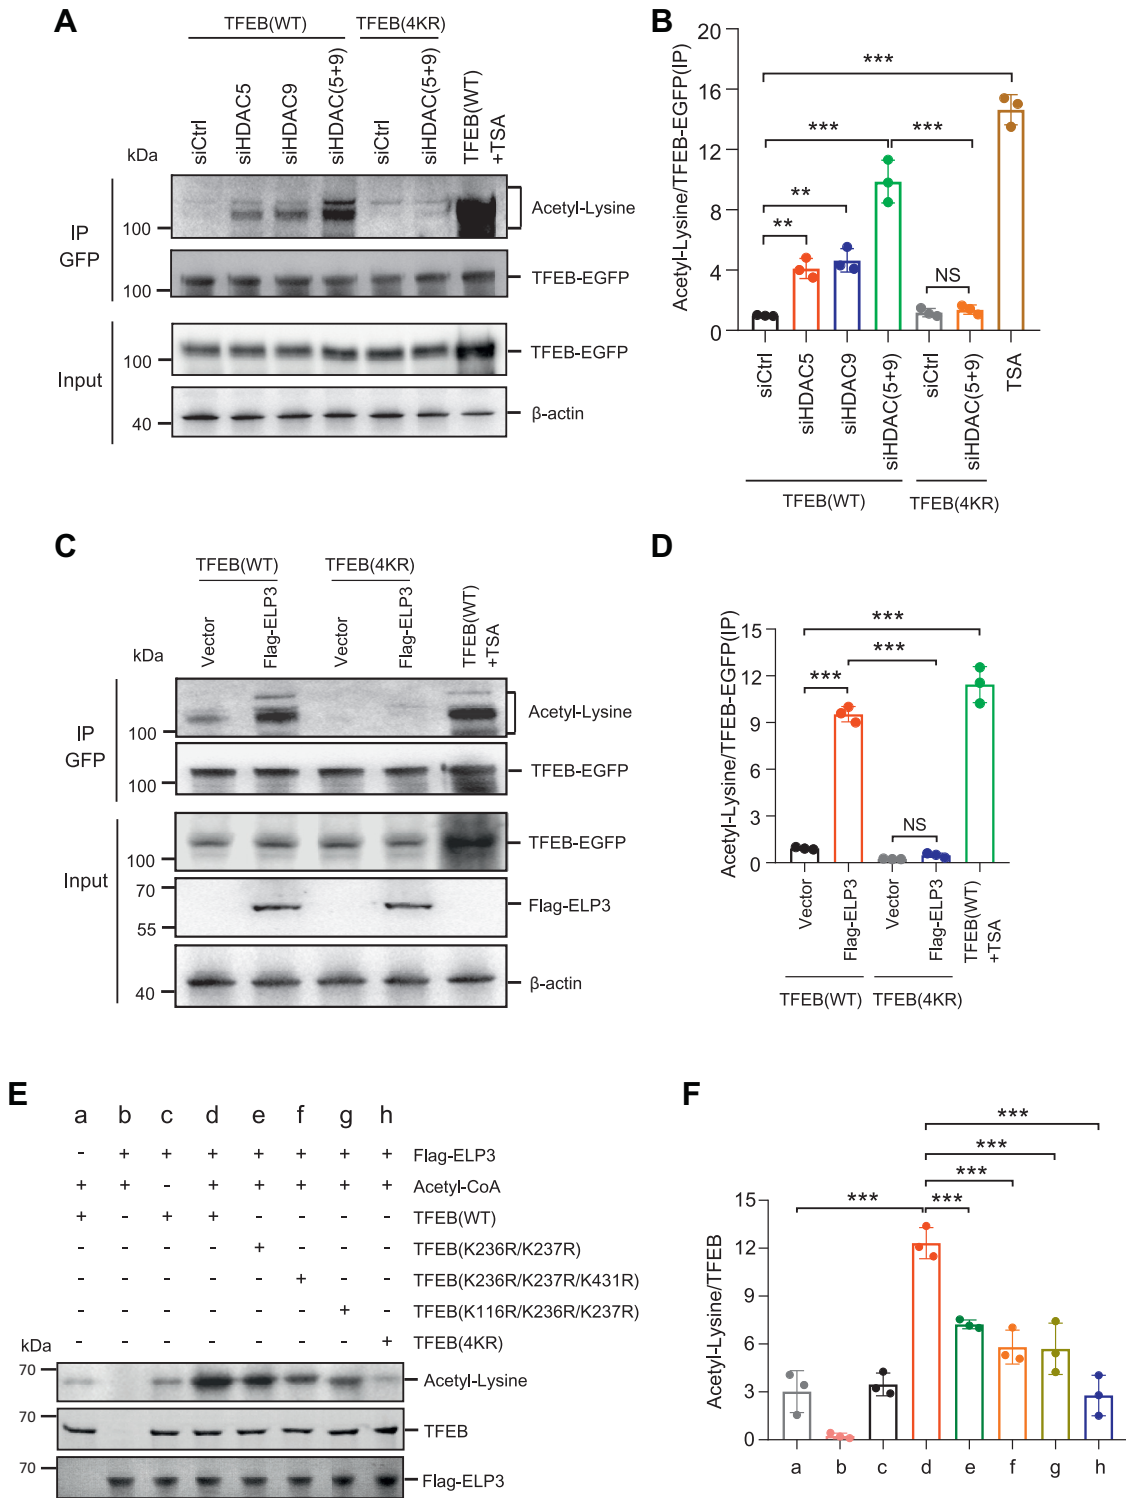 A
TFEB(WT)
TFEB(4KR)
siCtrl
siHDAC5
siHDAC9
siHDAC(5+9)
siCtrl
siHDAC(5+9)
TFEB(WT)
+TSA
kDa
IP
GFP
100
Acetyl-Lysine
100
TFEB-EGFP
Input
100
TFEB-EGFP
40
β-actin
B
Acetyl-Lysine/TFEB-EGFP(IP)
20
16
12
8
4
0
***
***
***
**
**
NS
siCtrl
siHDAC5
siHDAC9
siHDAC(5+9)
siCtrl
siHDAC(5+9)
TSA
TFEB(WT)
TFEB(4KR)
C
TFEB(WT)
TFEB(4KR)
Vector
Flag-ELP3
Vector
Flag-ELP3
TFEB(WT)
+TSA
kDa
IP
GFP
100
Acetyl-Lysine
100
TFEB-EGFP
Input
100
TFEB-EGFP
70
55
Flag-ELP3
40
β-actin
D
Acetyl-Lysine/TFEB-EGFP(IP)
15
12
9
6
3
0
***
***
***
NS
Vector
Flag-ELP3
Vector
Flag-ELP3
TFEB(WT)
+TSA
TFEB(WT)
TFEB(4KR)
E
a b c d e f g h
- + + + + + + + Flag-ELP3
+ + - + + + + + Acetyl-CoA
+ - + + - - - - TFEB(WT)
- - - - + - - - TFEB(K236R/K237R)
- - - - - + - - TFEB(K236R/K237R/K431R)
- - - - - - + - TFEB(K116R/K236R/K237R)
- - - - - - - + TFEB(4KR)
kDa
70
Acetyl-Lysine
70
TFEB
70
Flag-ELP3
F
Acetyl-Lysine/TFEB
15
12
9
6
3
0
***
***
***
***
***
a b c d e f g h